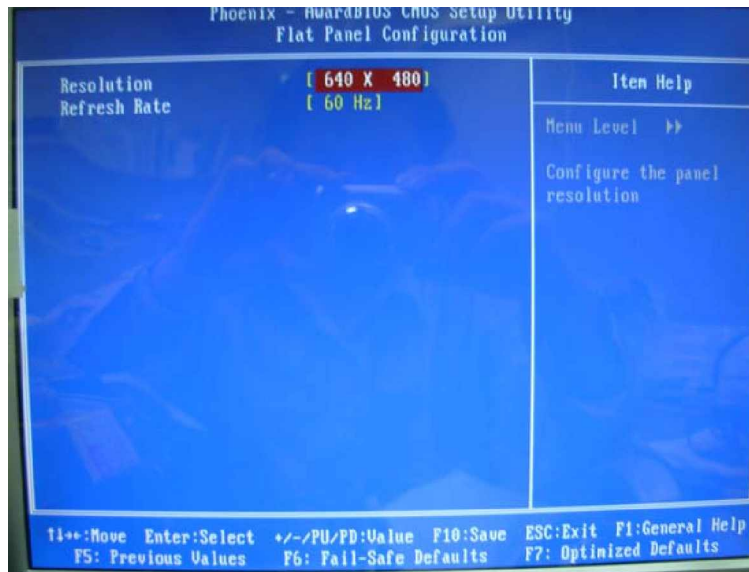 Phoenix - AwardBIOS CMOS Setup Utility
Flat Panel Configuration
Resolution [ 640 X 480]
Refresh Rate [ 60 Hz]
Item Help
Menu Level ▸▸
Configure the panel
resolution
↑↓→←:Move Enter:Select +/-/PU/PD:Value F10:Save ESC:Exit F1:General Help
F5: Previous Values F6: Fail-Safe Defaults F7: Optimized Defaults